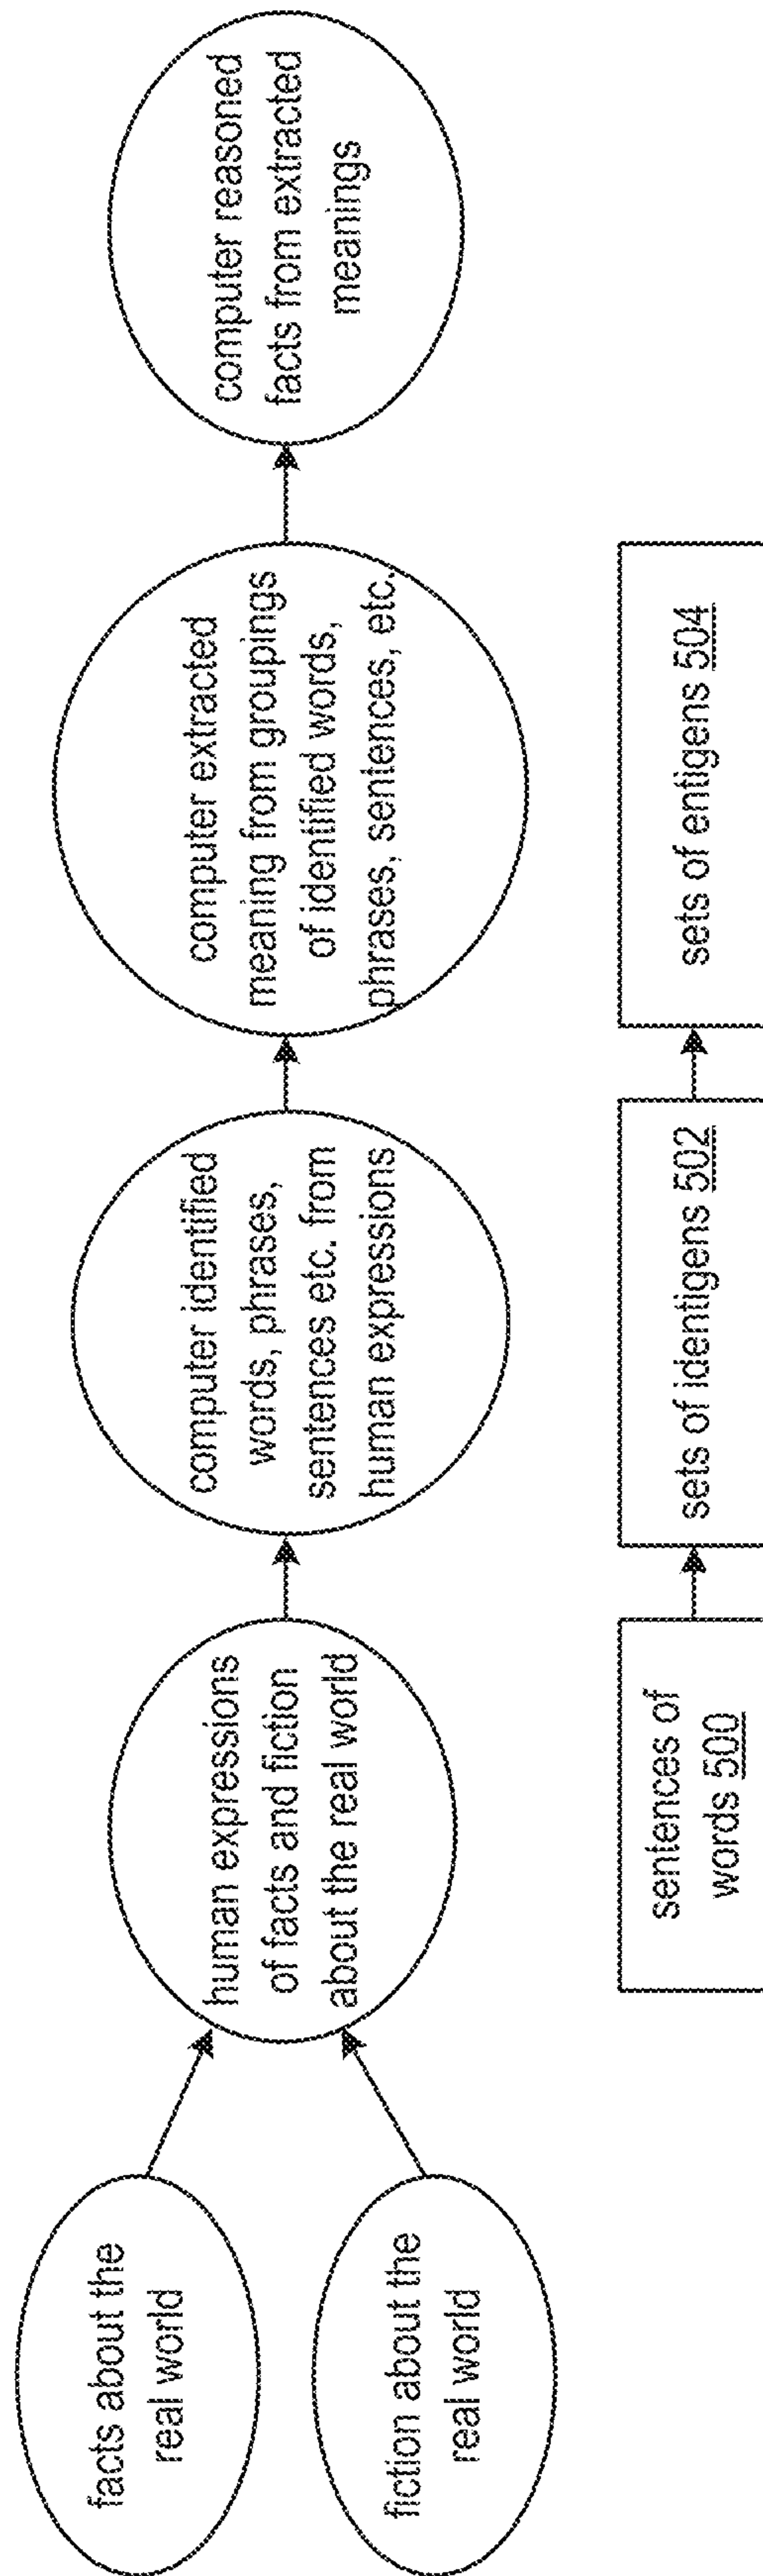 facts about the
real world
fiction about the
real world
human expressions
of facts and fiction
about the real world
computer identified
words, phrases,
sentences etc. from
human expressions
computer extracted
meaning from groupings
of identified words,
phrases, sentences, etc.
computer reasoned
facts from extracted
meanings
sentences of
words 500
sets of identigens 502
sets of entigens 504